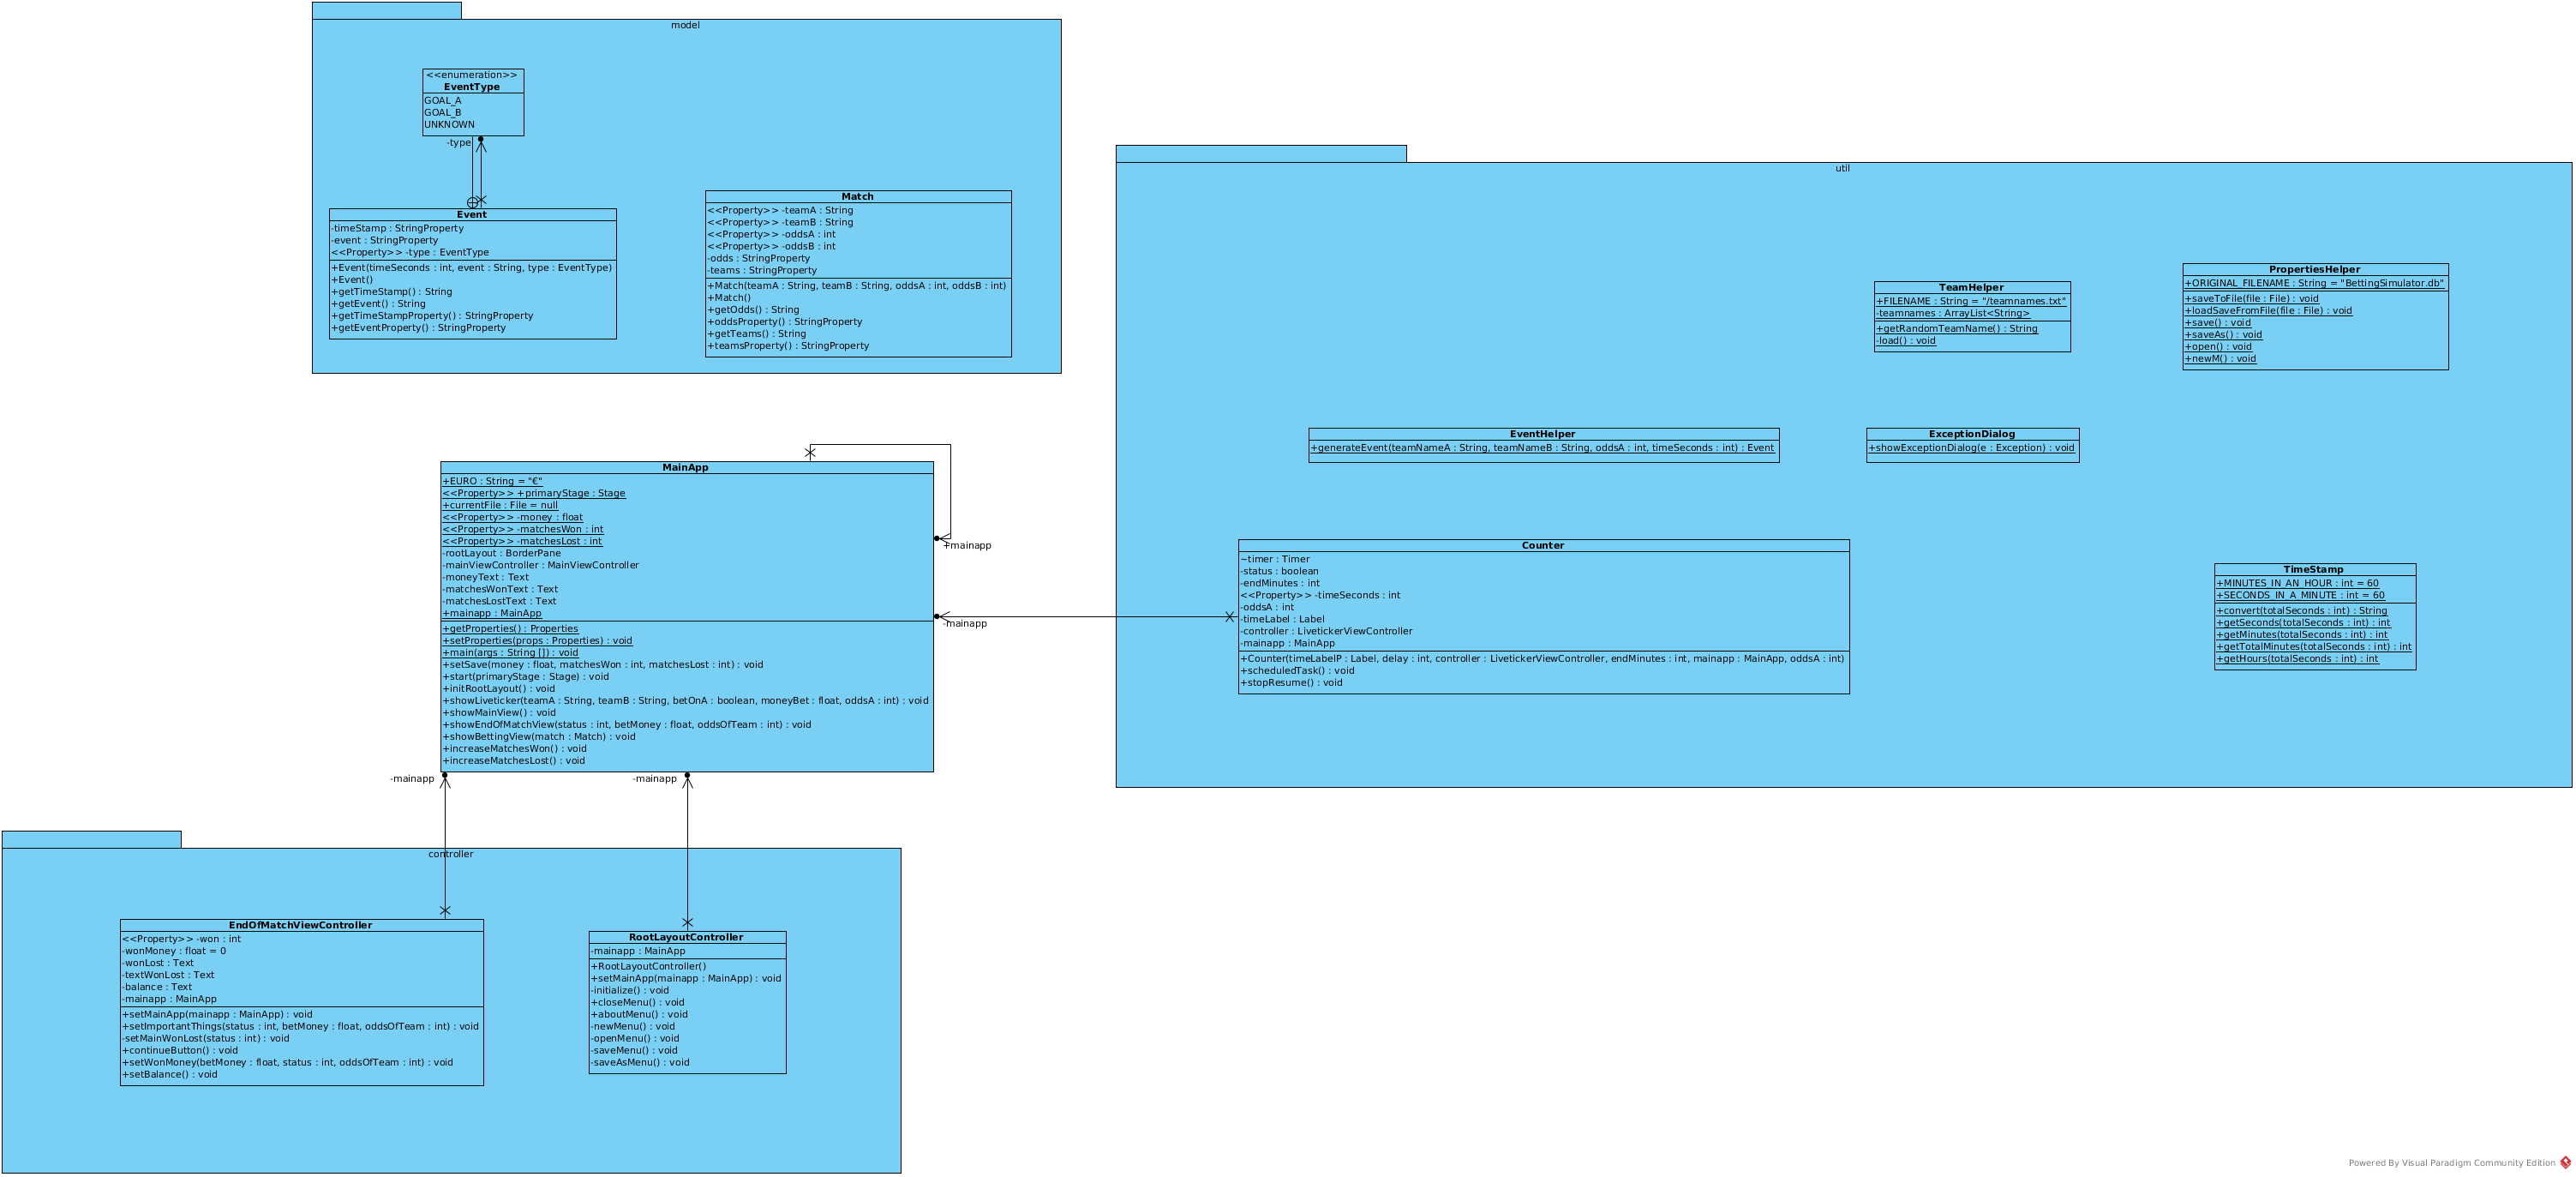 model
<<enumeration>>
EventType
GOAL_A
GOAL_B
UNKNOWN
-type
Event
-timeStamp : StringProperty
-event : StringProperty
<<Property>> -type : EventType
+Event(timeSeconds : int, event : String, type : EventType)
+Event()
+getTimeStamp() : String
+getEvent() : String
+getTimeStampProperty() : StringProperty
+getEventProperty() : StringProperty
Match
<<Property>> -teamA : String
<<Property>> -teamB : String
<<Property>> -oddsA : int
<<Property>> -oddsB : int
-odds : StringProperty
-teams : StringProperty
+Match(teamA : String, teamB : String, oddsA : int, oddsB : int)
+Match()
+getOdds() : String
+oddsProperty() : StringProperty
+getTeams() : String
+teamsProperty() : StringProperty
util
TeamHelper
+FILENAME : String = "/teamnames.txt"
-teamnames : ArrayList<String>
+getRandomTeamName() : String
-load() : void
PropertiesHelper
+ORIGINAL_FILENAME : String = "BettingSimulator.db"
+saveToFile(file : File) : void
+loadSaveFromFile(file : File) : void
+save() : void
+saveAs() : void
+open() : void
+newM() : void
EventHelper
+generateEvent(teamNameA : String, teamNameB : String, oddsA : int, timeSeconds : int) : Event
ExceptionDialog
+showExceptionDialog(e : Exception) : void
Counter
~timer : Timer
-status : boolean
-endMinutes : int
<<Property>> -timeSeconds : int
-oddsA : int
-timeLabel : Label
-controller : LivetickerViewController
-mainapp : MainApp
+Counter(timeLabelP : Label, delay : int, controller : LivetickerViewController, endMinutes : int, mainapp : MainApp, oddsA : int)
+scheduledTask() : void
+stopResume() : void
TimeStamp
+MINUTES_IN_AN_HOUR : int = 60
+SECONDS_IN_A_MINUTE : int = 60
+convert(totalSeconds : int) : String
+getSeconds(totalSeconds : int) : int
+getMinutes(totalSeconds : int) : int
+getTotalMinutes(totalSeconds : int) : int
+getHours(totalSeconds : int) : int
MainApp
+EURO : String = "€"
<<Property>> +primaryStage : Stage
+currentFile : File = null
<<Property>> -money : float
<<Property>> -matchesWon : int
<<Property>> -matchesLost : int
-rootLayout : BorderPane
-mainViewController : MainViewController
-moneyText : Text
-matchesWonText : Text
-matchesLostText : Text
+mainapp : MainApp
+getProperties() : Properties
+setProperties(props : Properties) : void
+main(args : String []) : void
+setSave(money : float, matchesWon : int, matchesLost : int) : void
+start(primaryStage : Stage) : void
+initRootLayout() : void
+showLiveticker(teamA : String, teamB : String, betOnA : boolean, moneyBet : float, oddsA : int) : void
+showMainView() : void
+showEndOfMatchView(status : int, betMoney : float, oddsOfTeam : int) : void
+showBettingView(match : Match) : void
+increaseMatchesWon() : void
+increaseMatchesLost() : void
+mainapp
-mainapp
-mainapp
-mainapp
controller
EndOfMatchViewController
<<Property>> -won : int
-wonMoney : float = 0
-wonLost : Text
-textWonLost : Text
-balance : Text
-mainapp : MainApp
+setMainApp(mainapp : MainApp) : void
+setImportantThings(status : int, betMoney : float, oddsOfTeam : int) : void
-setMainWonLost(status : int) : void
+continueButton() : void
+setWonMoney(betMoney : float, status : int, oddsOfTeam : int) : void
+setBalance() : void
RootLayoutController
-mainapp : MainApp
+RootLayoutController()
+setMainApp(mainapp : MainApp) : void
-initialize() : void
+closeMenu() : void
+aboutMenu() : void
-newMenu() : void
-openMenu() : void
-saveMenu() : void
-saveAsMenu() : void
Powered By Visual Paradigm Community Edition